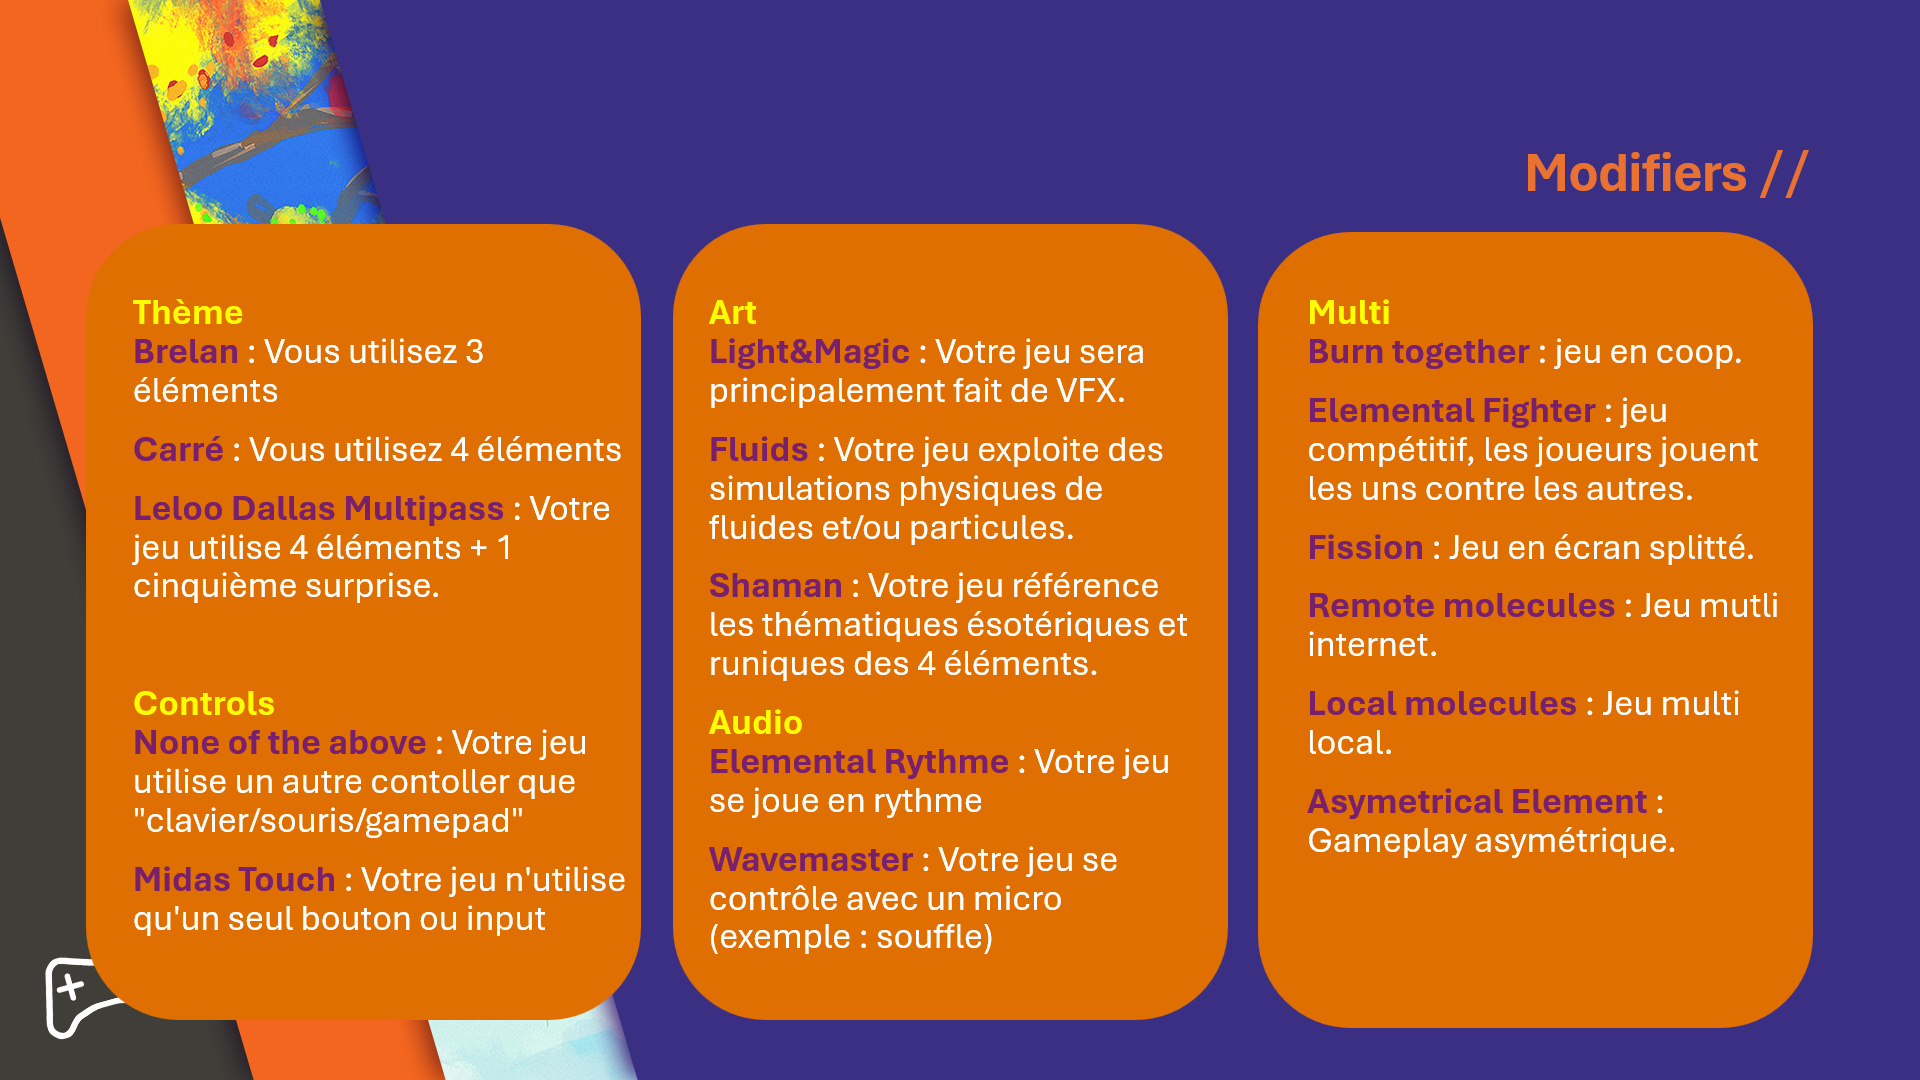 Modifiers //
Thème
Brelan : Vous utilisez 3
éléments
Carré : Vous utilisez 4 éléments
Leloo Dallas Multipass : Votre
jeu utilise 4 éléments + 1
cinquième surprise.
Controls
None of the above : Votre jeu
utilise un autre contoller que
"clavier/souris/gamepad"
Midas Touch : Votre jeu n'utilise
qu'un seul bouton ou input
Art
Light&Magic : Votre jeu sera
principalement fait de VFX.
Fluids : Votre jeu exploite des
simulations physiques de
fluides et/ou particules.
Shaman : Votre jeu référence
les thématiques ésotériques et
runiques des 4 éléments.
Audio
Elemental Rythme : Votre jeu
se joue en rythme
Wavemaster : Votre jeu se
contrôle avec un micro
(exemple : souffle)
Multi
Burn together : jeu en coop.
Elemental Fighter : jeu
compétitif, les joueurs jouent
les uns contre les autres.
Fission : Jeu en écran splitté.
Remote molecules : Jeu mutli
internet.
Local molecules : Jeu multi
local.
Asymetrical Element :
Gameplay asymétrique.